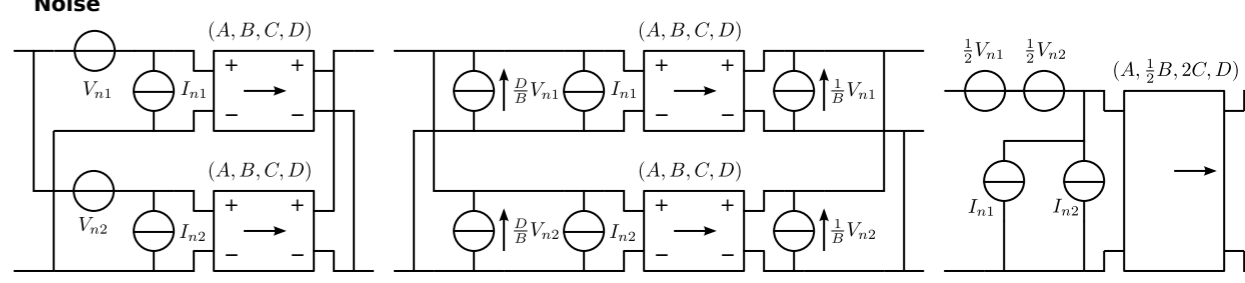 Noise
(A, B, C, D)
V_{n1}
I_{n1}
+ +
− −
(A, B, C, D)
V_{n2}
I_{n2}
+ +
− −
(A, B, C, D)
\frac{D}{B}V_{n1}
I_{n1}
+ +
− −
\frac{1}{B}V_{n1}
(A, B, C, D)
\frac{D}{B}V_{n2}
I_{n2}
+ +
− −
\frac{1}{B}V_{n2}
\frac{1}{2}V_{n1} \frac{1}{2}V_{n2}
(A, \frac{1}{2}B, 2C, D)
I_{n1} I_{n2}